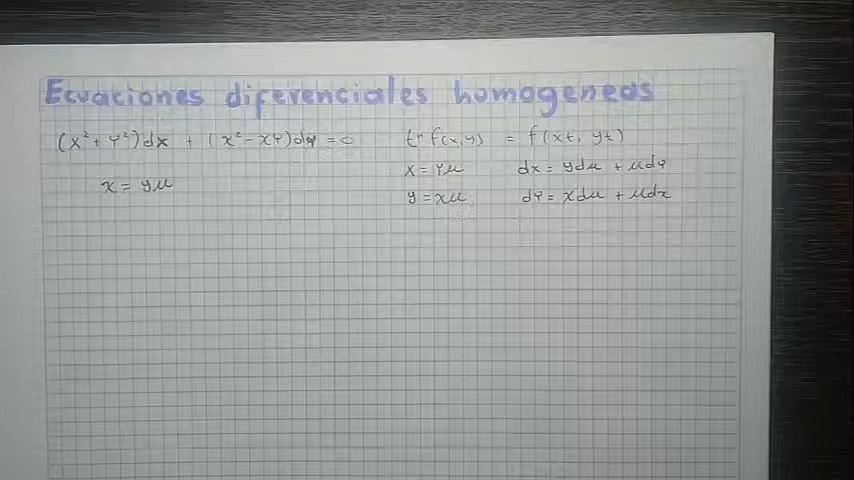 Ecuaciones diferenciales homogeneas
(x² + y²)dx + (x² - xy)dy = 0
tⁿ f(x,y) = f(xt, yt)
x = yu dx = ydu + udy
x = yu
y = xu dy = xdu + udx